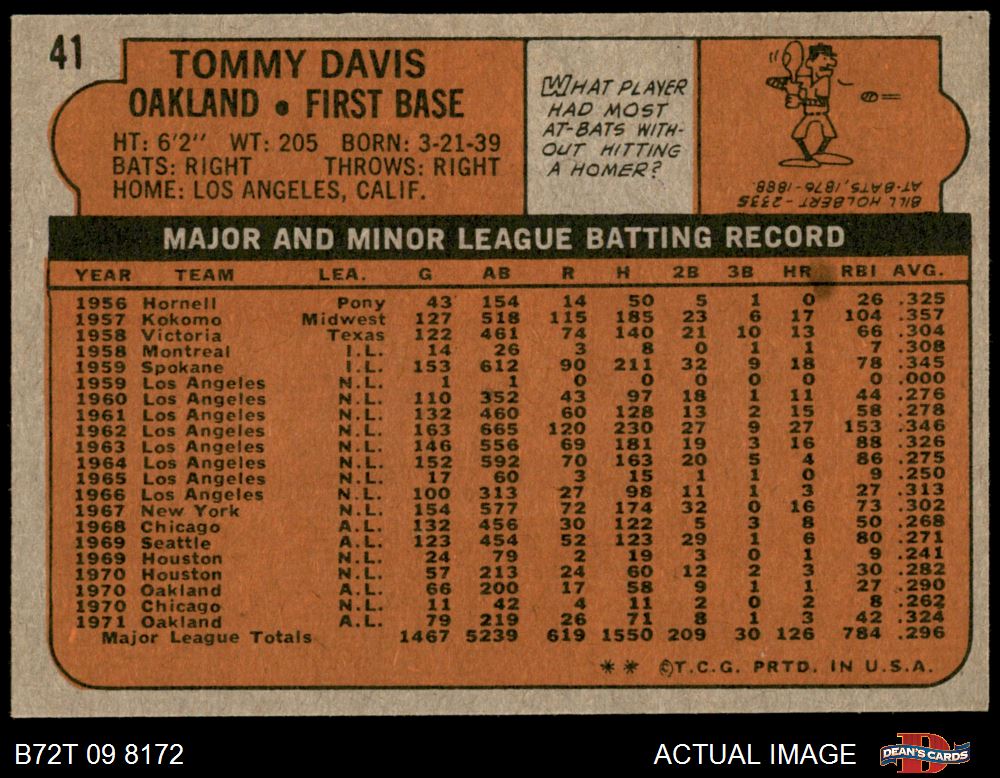 41
TOMMY DAVIS
OAKLAND • FIRST BASE
HT: 6'2" WT: 205 BORN: 3-21-39
BATS: RIGHT THROWS: RIGHT
HOME: LOS ANGELES, CALIF.
WHAT PLAYER
HAD MOST
AT-BATS WITH-
OUT HITTING
A HOMER?
BILL HOLBERT - 2335
AT-BATS, 1876-1888.
MAJOR AND MINOR LEAGUE BATTING RECORD
YEAR TEAM LEA. G AB R H 2B 3B HR RBI AVG.
1956 Hornell Pony 43 154 14 50 5 1 0 26 .325
1957 Kokomo Midwest 127 518 115 185 23 6 17 104 .357
1958 Victoria Texas 122 461 74 140 21 10 13 66 .304
1958 Montreal I.L. 14 26 3 8 0 1 1 7 .308
1959 Spokane I.L. 153 612 90 211 32 9 18 78 .345
1959 Los Angeles N.L. 1 1 0 0 0 0 0 0 .000
1960 Los Angeles N.L. 110 352 43 97 18 1 11 44 .276
1961 Los Angeles N.L. 132 460 60 128 13 2 15 58 .278
1962 Los Angeles N.L. 163 665 120 230 27 9 27 153 .346
1963 Los Angeles N.L. 146 556 69 181 19 3 16 88 .326
1964 Los Angeles N.L. 152 592 70 163 20 5 4 86 .275
1965 Los Angeles N.L. 17 60 3 15 1 1 0 9 .250
1966 Los Angeles N.L. 100 313 27 98 11 1 3 27 .313
1967 New York N.L. 154 577 72 174 32 0 16 73 .302
1968 Chicago A.L. 132 456 30 122 5 3 8 50 .268
1969 Seattle A.L. 123 454 52 123 29 1 6 80 .271
1969 Houston N.L. 24 79 2 19 3 0 1 9 .241
1970 Houston N.L. 57 213 24 60 12 2 3 30 .282
1970 Oakland A.L. 66 200 17 58 9 1 1 27 .290
1970 Chicago N.L. 11 42 4 11 2 0 2 8 .262
1971 Oakland A.L. 79 219 26 71 8 1 3 42 .324
Major League Totals 1467 5239 619 1550 209 30 126 784 .296
** ©T.C.G. PRTD. IN U.S.A.
B72T 09 8172
ACTUAL IMAGE
DEAN'S CARDS